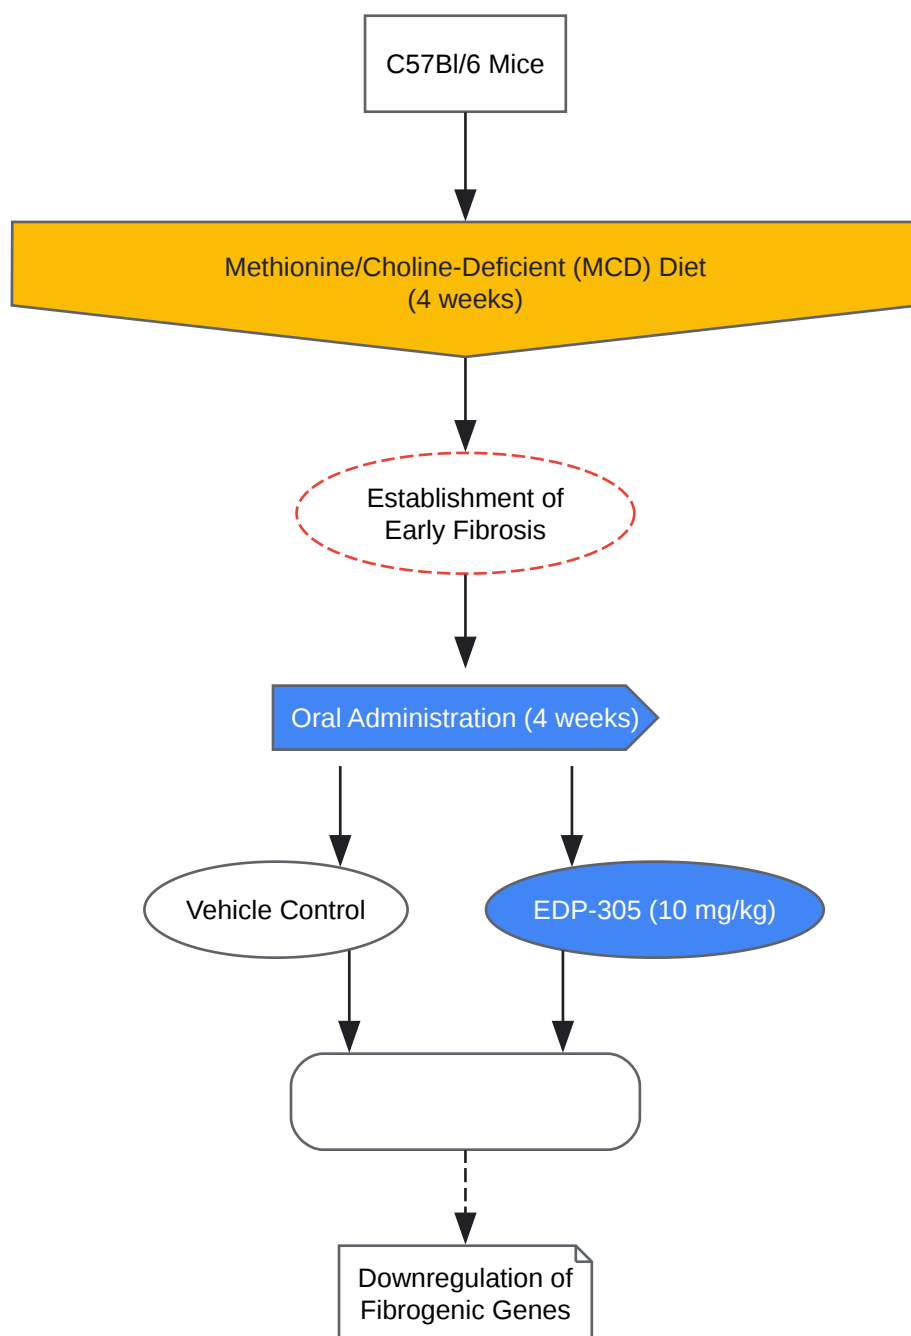 C57Bl/6 Mice
Methionine/Choline-Deficient (MCD) Diet
(4 weeks)
Establishment of
Early Fibrosis
Oral Administration (4 weeks)
Vehicle Control
EDP-305 (10 mg/kg)
Downregulation of
Fibrogenic Genes